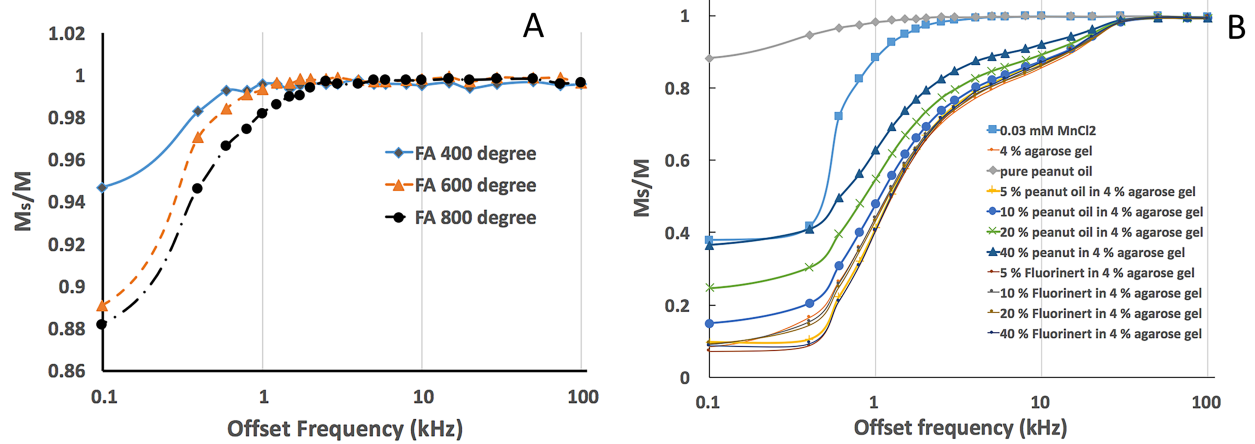 A
1.02
1
0.98
0.96
0.94
0.92
0.9
0.88
0.86
Ms/M
FA 400 degree
FA 600 degree
FA 800 degree
0.1
1
10
100
Offset Frequency (kHz)
B
1
0.8
0.6
0.4
0.2
0
Ms/M
0.03 mM MnCl2
4 % agarose gel
pure peanut oil
5 % peanut oil in 4 % agarose gel
10 % peanut oil in 4 % agarose gel
20 % peanut oil in 4 % agarose gel
40 % peanut in 4 % agarose gel
5 % Fluorinert in 4 % agarose gel
10 % Fluorinert in 4 % agarose gel
20 % Fluorinert in 4 % agarose gel
40 % Fluorinert in 4 % agarose gel
0.1
1
10
100
Offset frequency (kHz)